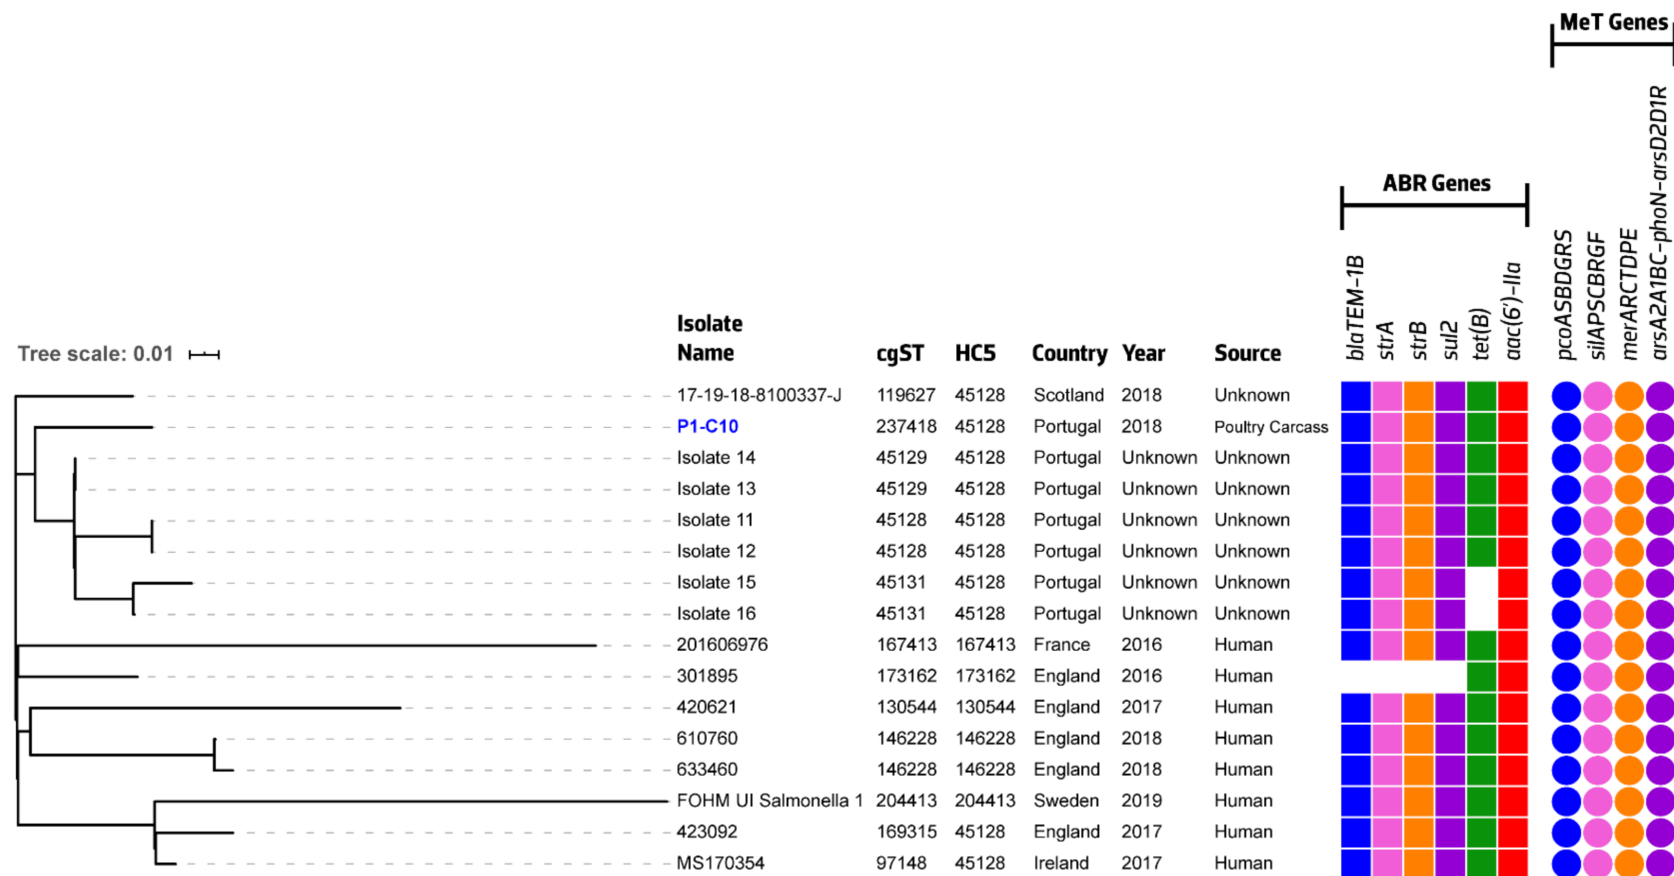 MeT Genes
ABR Genes
blaTEM-1B
strA
strB
sul2
tet(B)
aac(6')-IIa
pcoASBDGRS
silAPSCBRGF
merARCTDPE
arsA2A1BC-phoN-arsD2D1R
Tree scale: 0.01
Isolate Name cgST HC5 Country Year Source
17-19-18-8100337-J 119627 45128 Scotland 2018 Unknown
P1-C10 237418 45128 Portugal 2018 Poultry Carcass
Isolate 14 45129 45128 Portugal Unknown Unknown
Isolate 13 45129 45128 Portugal Unknown Unknown
Isolate 11 45128 45128 Portugal Unknown Unknown
Isolate 12 45128 45128 Portugal Unknown Unknown
Isolate 15 45131 45128 Portugal Unknown Unknown
Isolate 16 45131 45128 Portugal Unknown Unknown
201606976 167413 167413 France 2016 Human
301895 173162 173162 England 2016 Human
420621 130544 130544 England 2017 Human
610760 146228 146228 England 2018 Human
633460 146228 146228 England 2018 Human
FOHM UI Salmonella 1 204413 204413 Sweden 2019 Human
423092 169315 45128 England 2017 Human
MS170354 97148 45128 Ireland 2017 Human